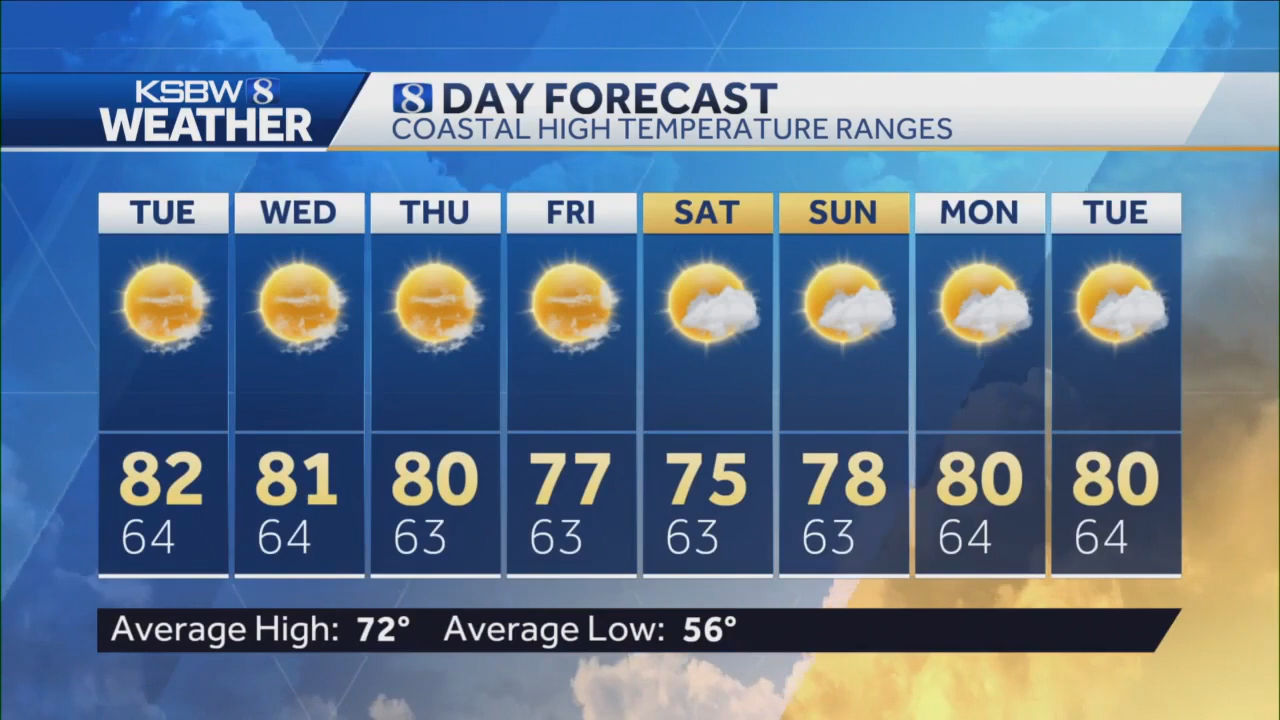 KSBW 8
WEATHER
8 DAY FORECAST
COASTAL HIGH TEMPERATURE RANGES
TUE WED THU FRI SAT SUN MON TUE
82 81 80 77 75 78 80 80
64 64 63 63 63 63 64 64
Average High: 72° Average Low: 56°